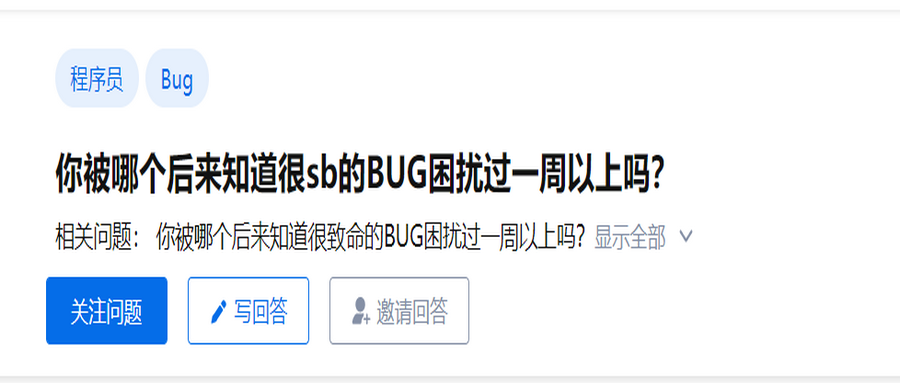 程序员 Bug
你被哪个后来知道很sb的BUG困扰过一周以上吗？
相关问题： 你被哪个后来知道很致命的BUG困扰过一周以上吗？ 显示全部
关注问题 写回答 邀请回答